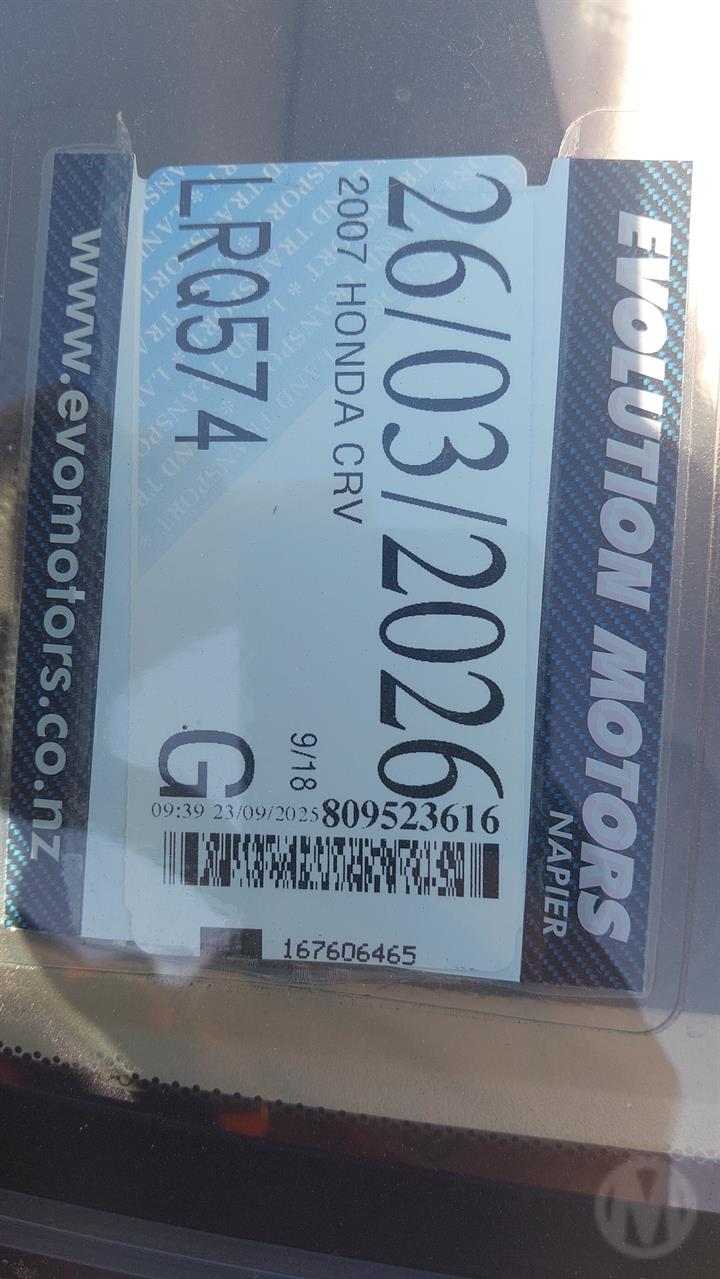 EVOLUTION MOTORS
NAPIER
26/03/2026
2007 HONDA CRV
9/18
LRQ574
G
809523616
09:39 23/09/2025
167606465
www.evomotors.co.nz
M